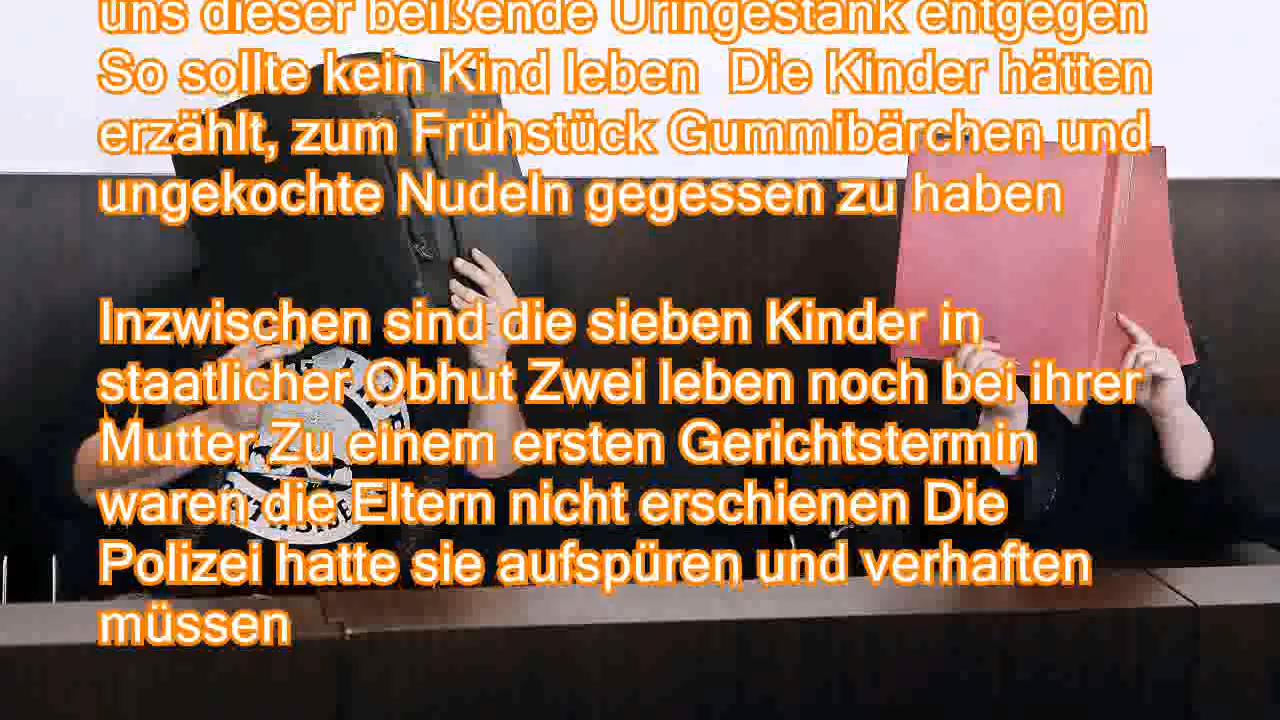 uns dieser beißende Uringestank entgegen
So sollte kein Kind leben  Die Kinder hätten
erzählt, zum Frühstück Gummibärchen und
ungekochte Nudeln gegessen zu haben
Inzwischen sind die sieben Kinder in
staatlicher Obhut Zwei leben noch bei ihrer
Mutter Zu einem ersten Gerichtstermin
waren die Eltern nicht erschienen Die
Polizei hatte sie aufspüren und verhaften
müssen